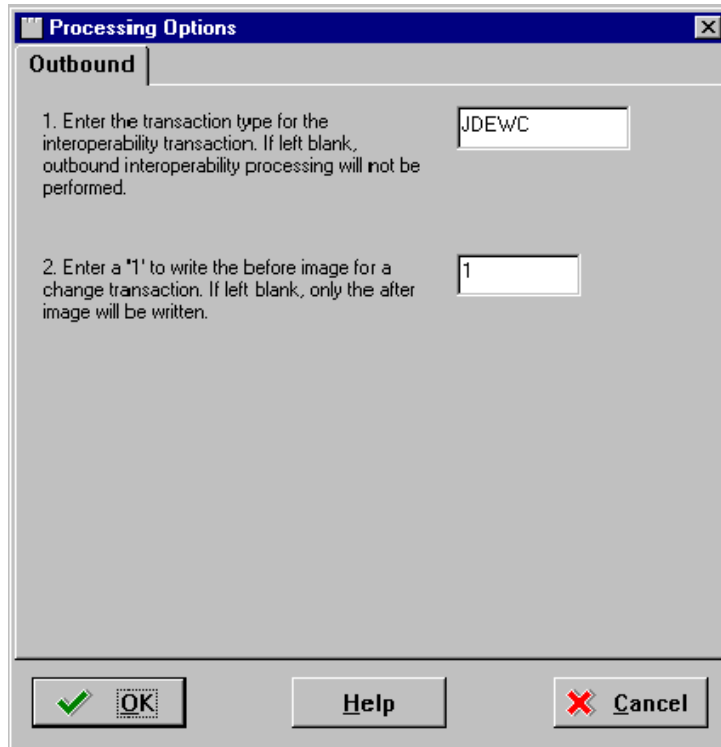 Processing Options
Outbound
1. Enter the transaction type for the
interoperability transaction. If left blank,
outbound interoperability processing will not be
performed.
JDEWC
2. Enter a '1' to write the before image for a
change transaction. If left blank, only the after
image will be written.
1
OK
Help
Cancel